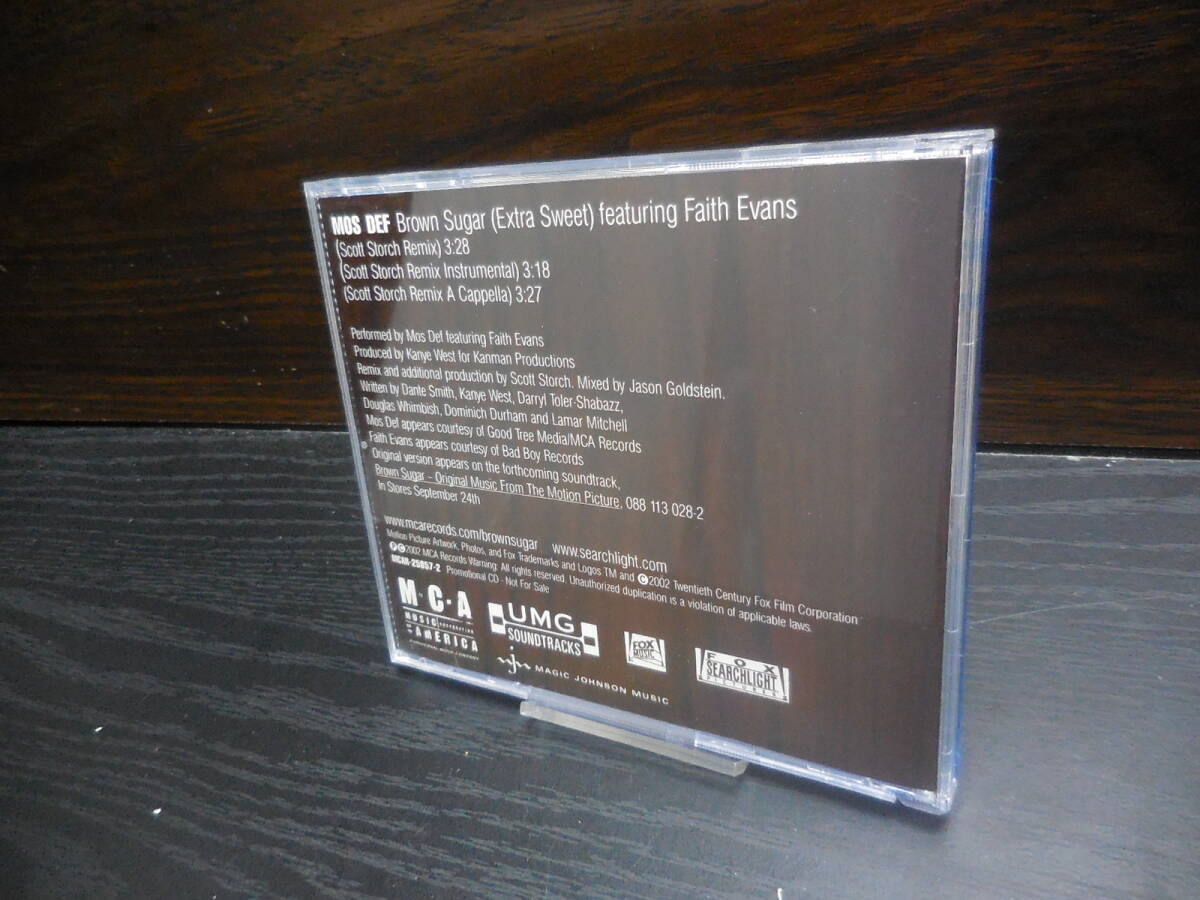 MOS DEF Brown Sugar (Extra Sweet) featuring Faith Evans
(Scott Storch Remix) 3:28
(Scott Storch Remix Instrumental) 3:18
(Scott Storch Remix A Cappella) 3:27
Performed by Mos Def featuring Faith Evans
Produced by Kanye West for Kanman Productions
Remix and additional production by Scott Storch. Mixed by Jason Goldstein.
Written by Dante Smith, Kanye West, Darryl Toler-Shabazz,
Douglas Whimbish, Dominich Durham and Lamar Mitchell
Mos Def appears courtesy of Good Tree Media/MCA Records
Faith Evans appears courtesy of Bad Boy Records
Original version appears on the forthcoming soundtrack,
Brown Sugar - Original Music From The Motion Picture, 088 113 028-2
In Stores September 24th
www.mcarecords.com/brownsugar www.searchlight.com
Motion Picture Artwork, Photos, and Fox Trademarks and Logos TM and ©2002 Twentieth Century Fox Film Corporation
℗©2002 MCA Records Warning: All rights reserved. Unauthorized duplication is a violation of applicable laws.
MCAR-25857-2 Promotional CD - Not For Sale
M·C·A
MUSIC
AMERICA
UMG
SOUNDTRACKS
FOX
MUSIC
FOX
SEARCHLIGHT
PICTURES
MAGIC JOHNSON MUSIC